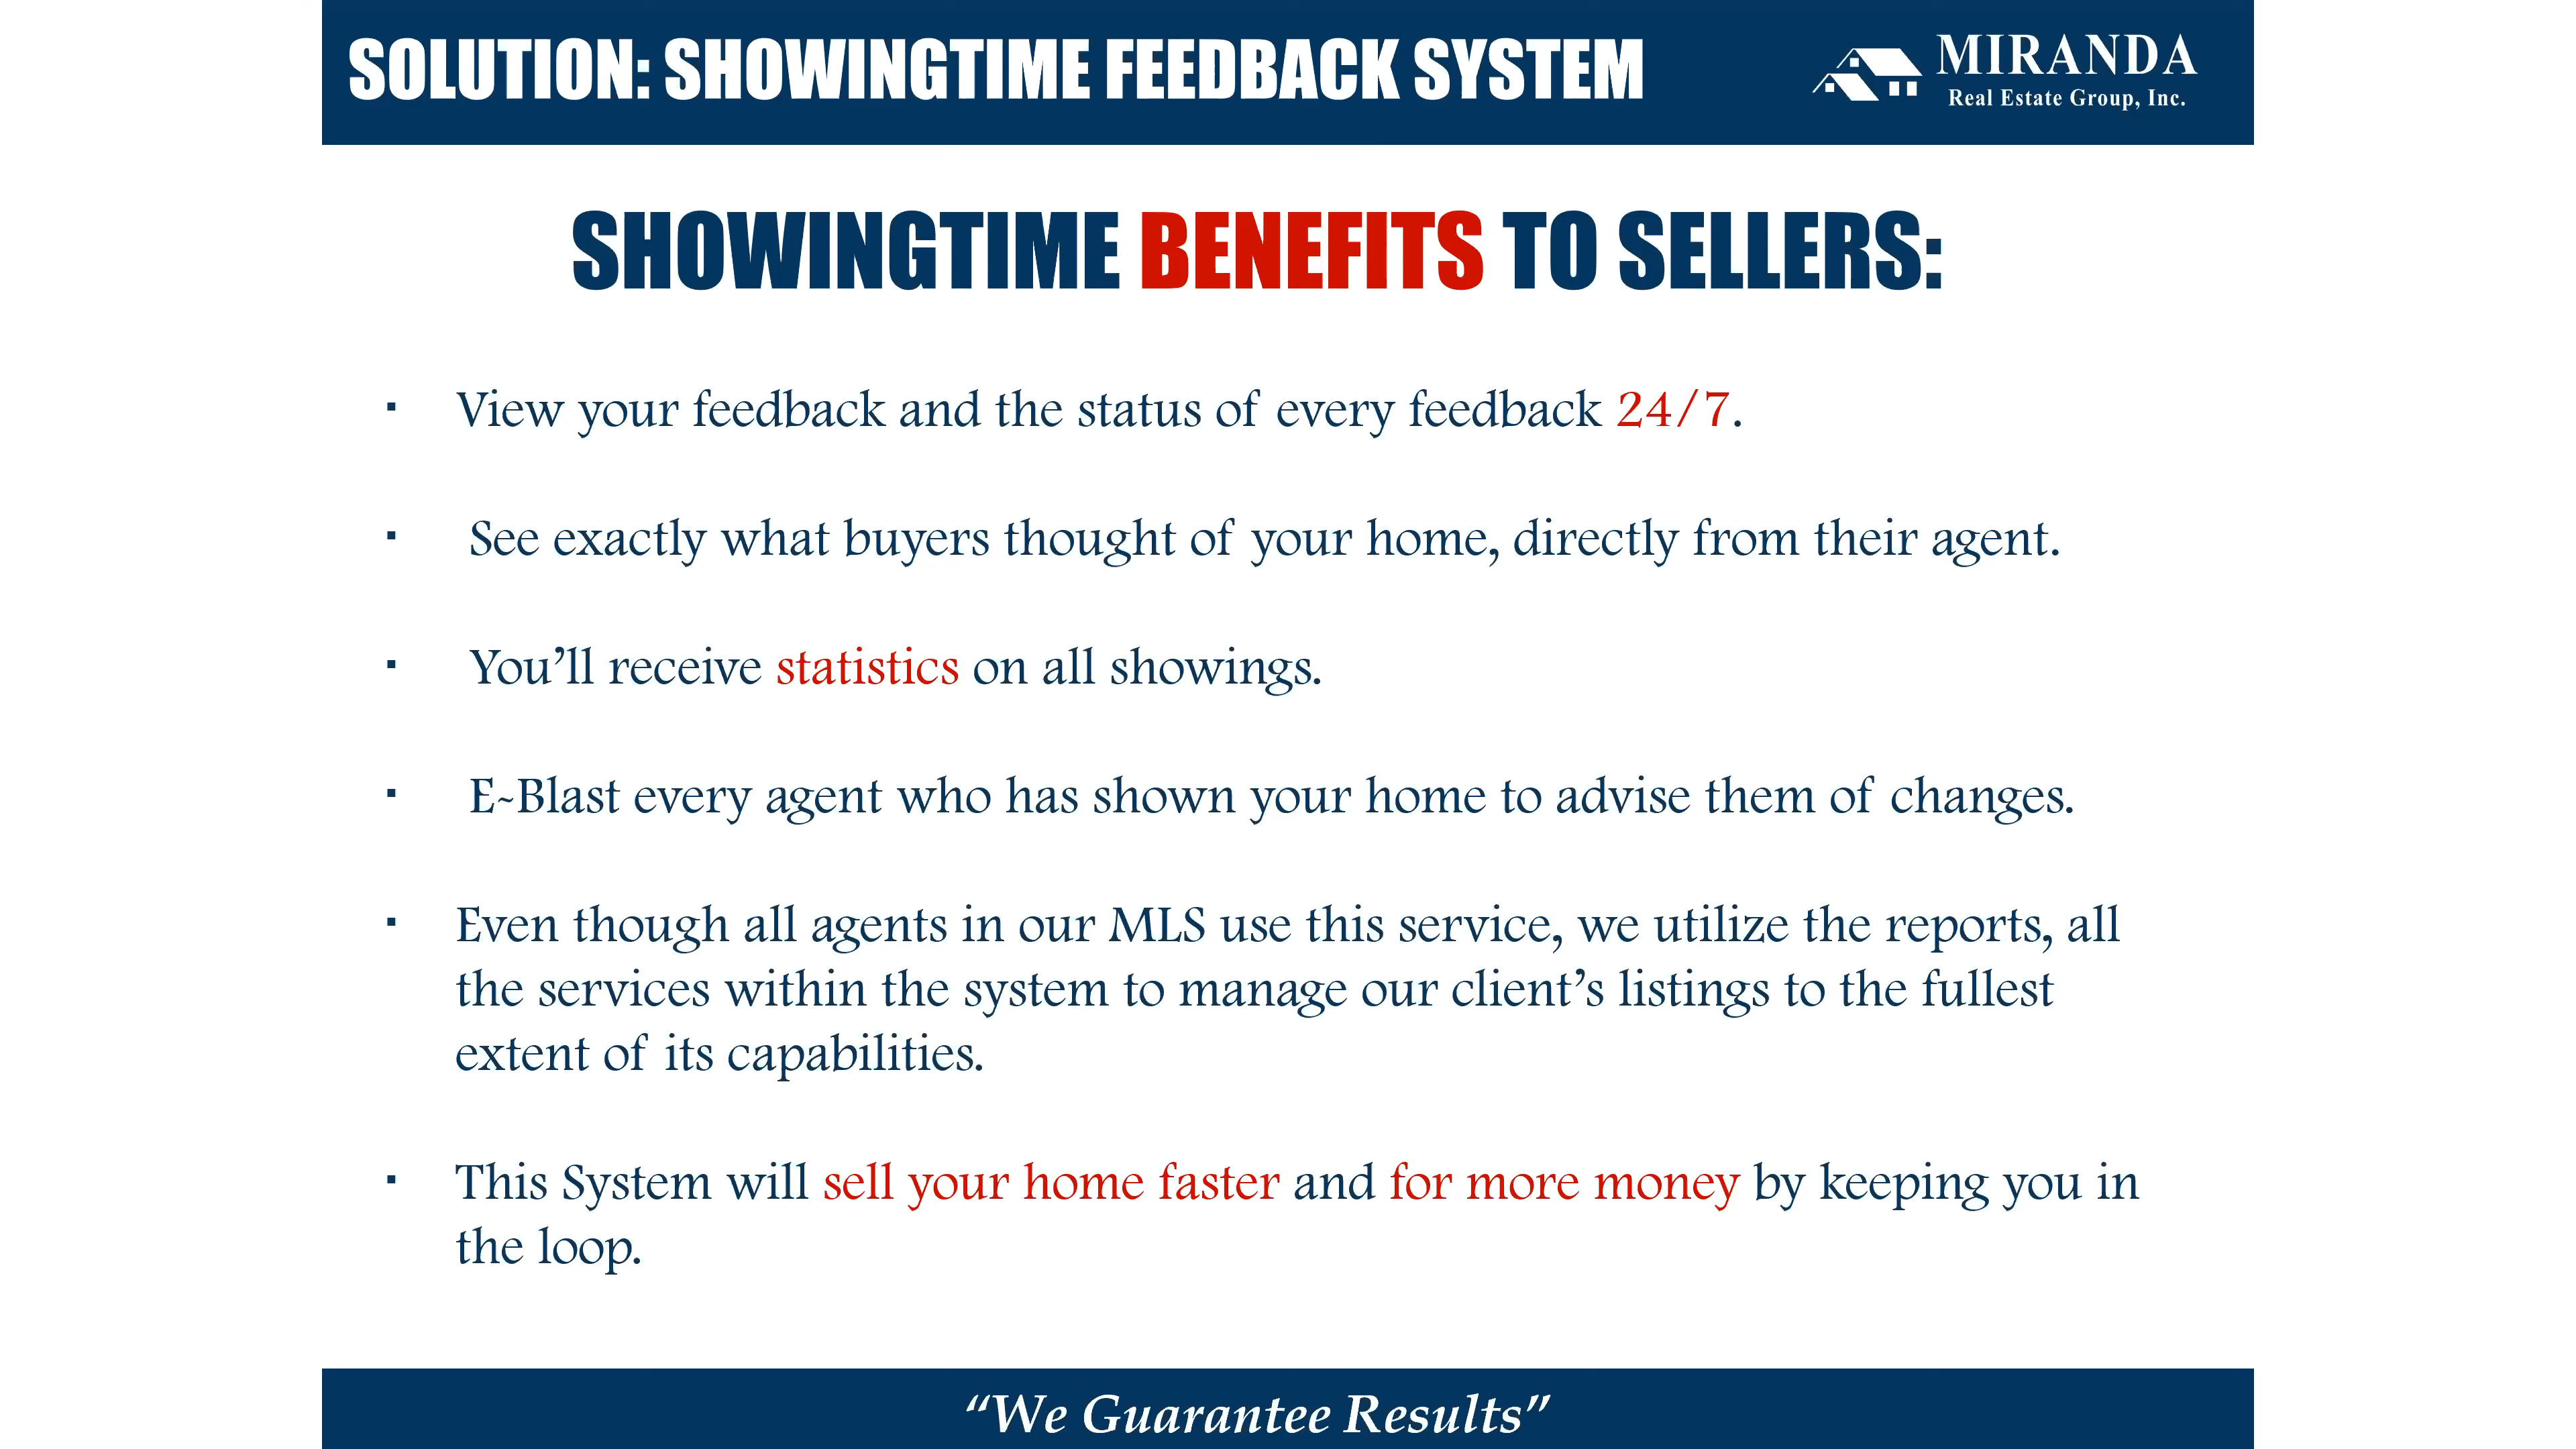 SOLUTION: SHOWINGTIME FEEDBACK SYSTEM
MIRANDA
Real Estate Group, Inc.
SHOWINGTIME BENEFITS TO SELLERS:
▪ View your feedback and the status of every feedback 24/7.
▪ See exactly what buyers thought of your home, directly from their agent.
▪ You’ll receive statistics on all showings.
▪ E-Blast every agent who has shown your home to advise them of changes.
▪ Even though all agents in our MLS use this service, we utilize the reports, all
the services within the system to manage our client’s listings to the fullest
extent of its capabilities.
▪ This System will sell your home faster and for more money by keeping you in
the loop.
“We Guarantee Results”